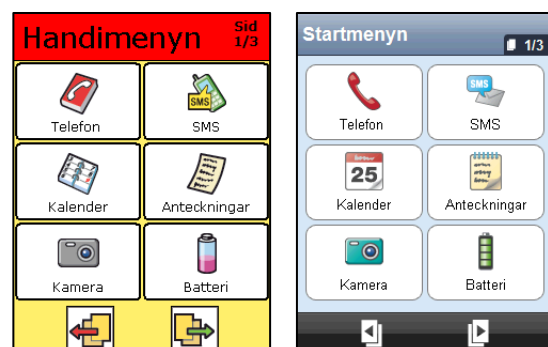 Handimenyn Sid 1/3
Telefon SMS SMS
Kalender Anteckningar
Kamera Batteri
Startmenyn 1/3
SMS
Telefon SMS
25
Kalender Anteckningar
Kamera Batteri